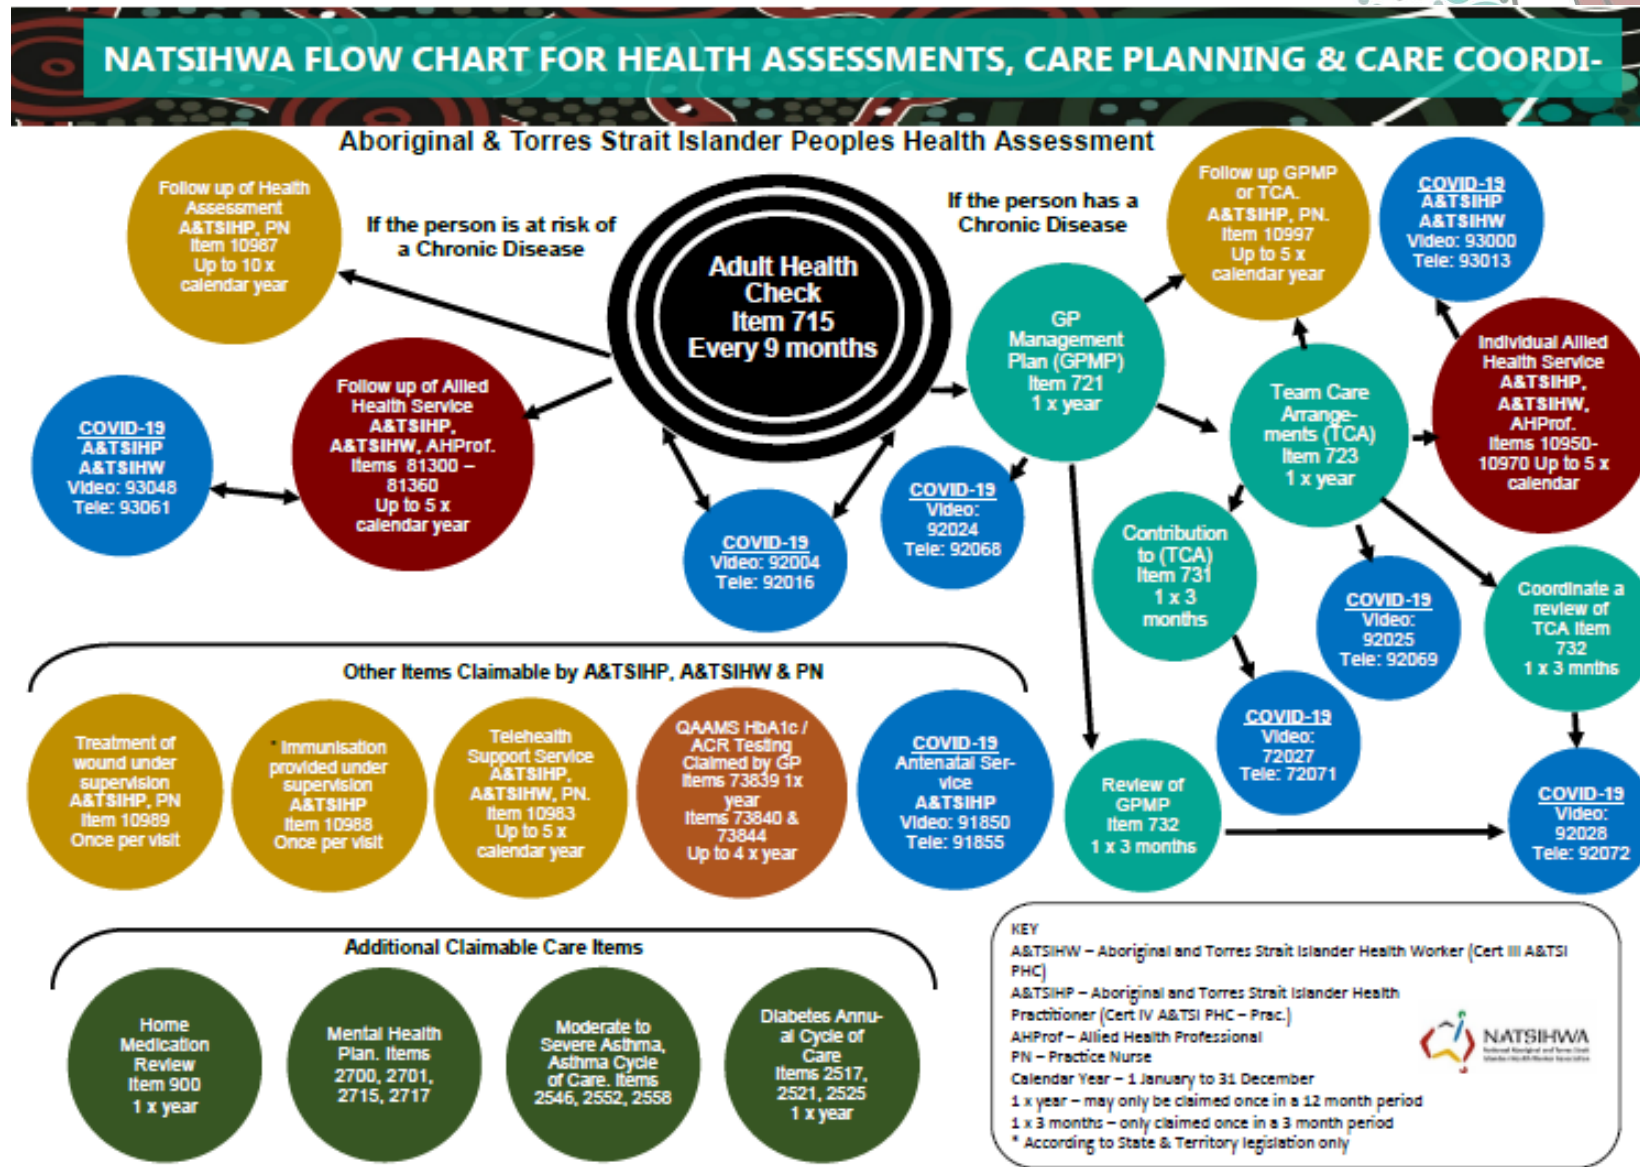 NATSIHWA FLOW CHART FOR HEALTH ASSESSMENTS, CARE PLANNING & CARE COORDI-
Aboriginal & Torres Strait Islander Peoples Health Assessment
Follow up of Health
Assessment
A&TSIHP, PN
Item 10987
Up to 10 x
calendar year
If the person is at risk of
a Chronic Disease
Adult Health
Check
Item 715
Every 9 months
If the person has a
Chronic Disease
Follow up GPMP
or TCA.
A&TSIHP, PN.
Item 10997
Up to 5 x
calendar year
COVID-19
A&TSIHP
A&TSIHW
Video: 93000
Tele: 93013
GP
Management
Plan (GPMP)
Item 721
1 x year
Individual Allied
Health Service
A&TSIHP,
A&TSIHW,
AHProf.
Items 10950-
10970 Up to 5 x
calendar
Team Care
Arrange-
ments (TCA)
Item 723
1 x year
Follow up of Allied
Health Service
A&TSIHP,
A&TSIHW, AHProf.
Items 81300 –
81360
Up to 5 x
calendar year
COVID-19
A&TSIHP
A&TSIHW
Video: 93048
Tele: 93061
COVID-19
Video: 92004
Tele: 92016
COVID-19
Video:
92024
Tele: 92068
Contribution
to (TCA)
Item 731
1 x 3
months
COVID-19
Video:
92025
Tele: 92069
Coordinate a
review of
TCA Item
732
1 x 3 mnths
COVID-19
Video:
72027
Tele: 72071
Review of
GPMP
Item 732
1 x 3 months
COVID-19
Video:
92028
Tele: 92072
Other Items Claimable by A&TSIHP, A&TSIHW & PN
Treatment of
wound under
supervision
A&TSIHP, PN
Item 10989
Once per visit
* Immunisation
provided under
supervision
A&TSIHP
Item 10988
Once per visit
Telehealth
Support Service
A&TSIHP,
A&TSIHW, PN.
Item 10983
Up to 5 x
calendar year
QAAMS HbA1c /
ACR Testing
Claimed by GP
Items 73839 1x
year
Items 73840 &
73844
Up to 4 x year
COVID-19
Antenatal Ser-
vice
A&TSIHP
Video: 91850
Tele: 91855
Additional Claimable Care Items
Home
Medication
Review
Item 900
1 x year
Mental Health
Plan. Items
2700, 2701,
2715, 2717
Moderate to
Severe Asthma,
Asthma Cycle
of Care. Items
2546, 2552, 2558
Diabetes Annu-
al Cycle of
Care
Items 2517,
2521, 2525
1 x year
KEY
A&TSIHW – Aboriginal and Torres Strait Islander Health Worker (Cert III A&TSI
PHC)
A&TSIHP – Aboriginal and Torres Strait Islander Health
Practitioner (Cert IV A&TSI PHC – Prac.)
AHProf – Allied Health Professional
PN – Practice Nurse
Calendar Year – 1 January to 31 December
1 x year – may only be claimed once in a 12 month period
1 x 3 months – only claimed once in a 3 month period
* According to State & Territory legislation only
NATSIHWA
National Aboriginal and Torres Strait
Islander Health Worker Association